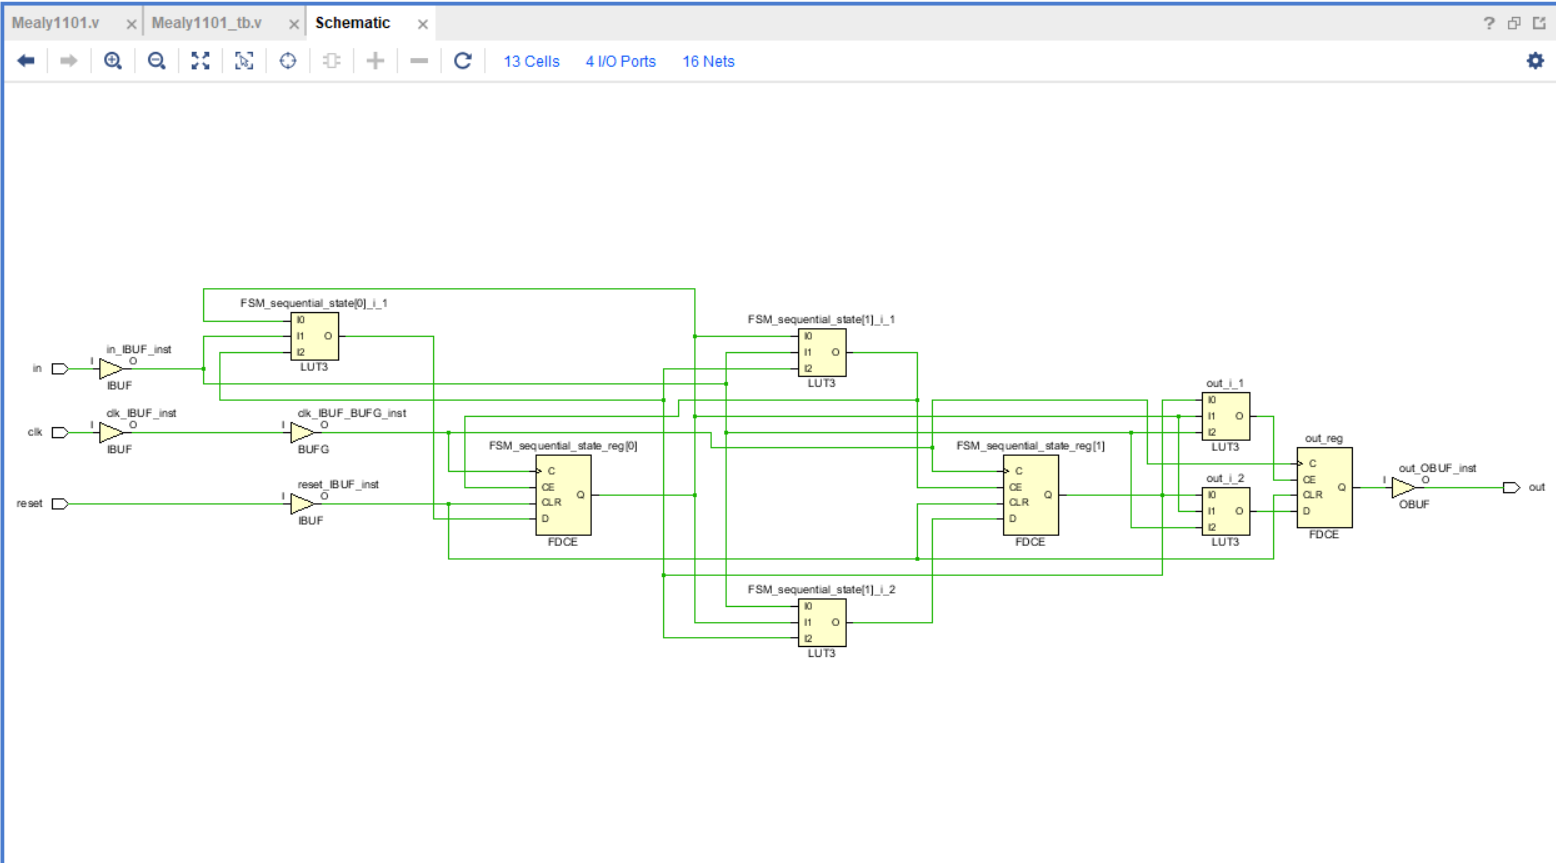 Mealy1101.v × Mealy1101_tb.v × Schematic ×
13 Cells 4 I/O Ports 16 Nets
FSM_sequential_state[0]_i_1
I0
I1 O
I2
LUT3
in
in_IBUF_inst
I O
IBUF
clk
clk_IBUF_inst
I O
IBUF
clk_IBUF_BUFG_inst
I O
BUFG
reset
reset_IBUF_inst
I O
IBUF
FSM_sequential_state_reg[0]
C
CE
CLR Q
D
FDCE
FSM_sequential_state[1]_i_1
I0
I1 O
I2
LUT3
FSM_sequential_state[1]_i_2
I0
I1 O
I2
LUT3
FSM_sequential_state_reg[1]
C
CE
CLR Q
D
FDCE
out_i_1
I0
I1 O
I2
LUT3
out_i_2
I0
I1 O
I2
LUT3
out_reg
C
CE
CLR Q
D
FDCE
out_OBUF_inst
I O
OBUF
out